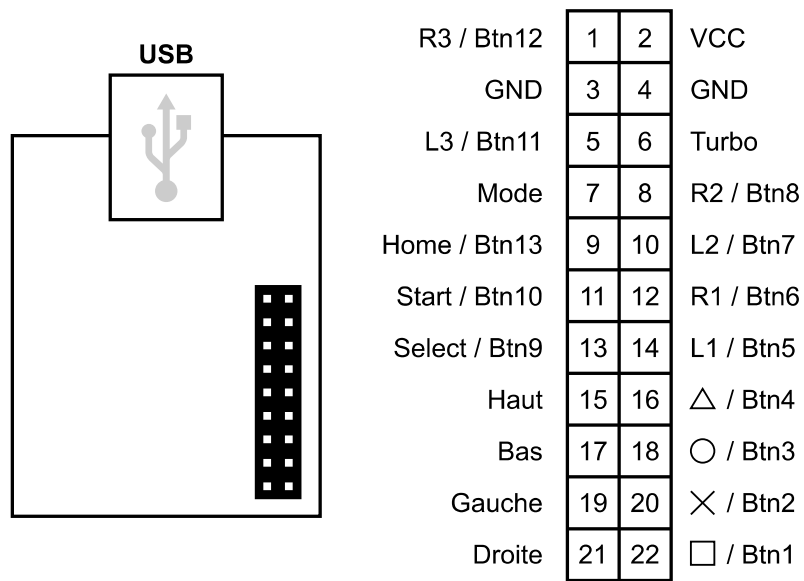 USB
R3 / Btn12 1 2 VCC
GND 3 4 GND
L3 / Btn11 5 6 Turbo
Mode 7 8 R2 / Btn8
Home / Btn13 9 10 L2 / Btn7
Start / Btn10 11 12 R1 / Btn6
Select / Btn9 13 14 L1 / Btn5
Haut 15 16 △ / Btn4
Bas 17 18 ○ / Btn3
Gauche 19 20 ✕ / Btn2
Droite 21 22 □ / Btn1